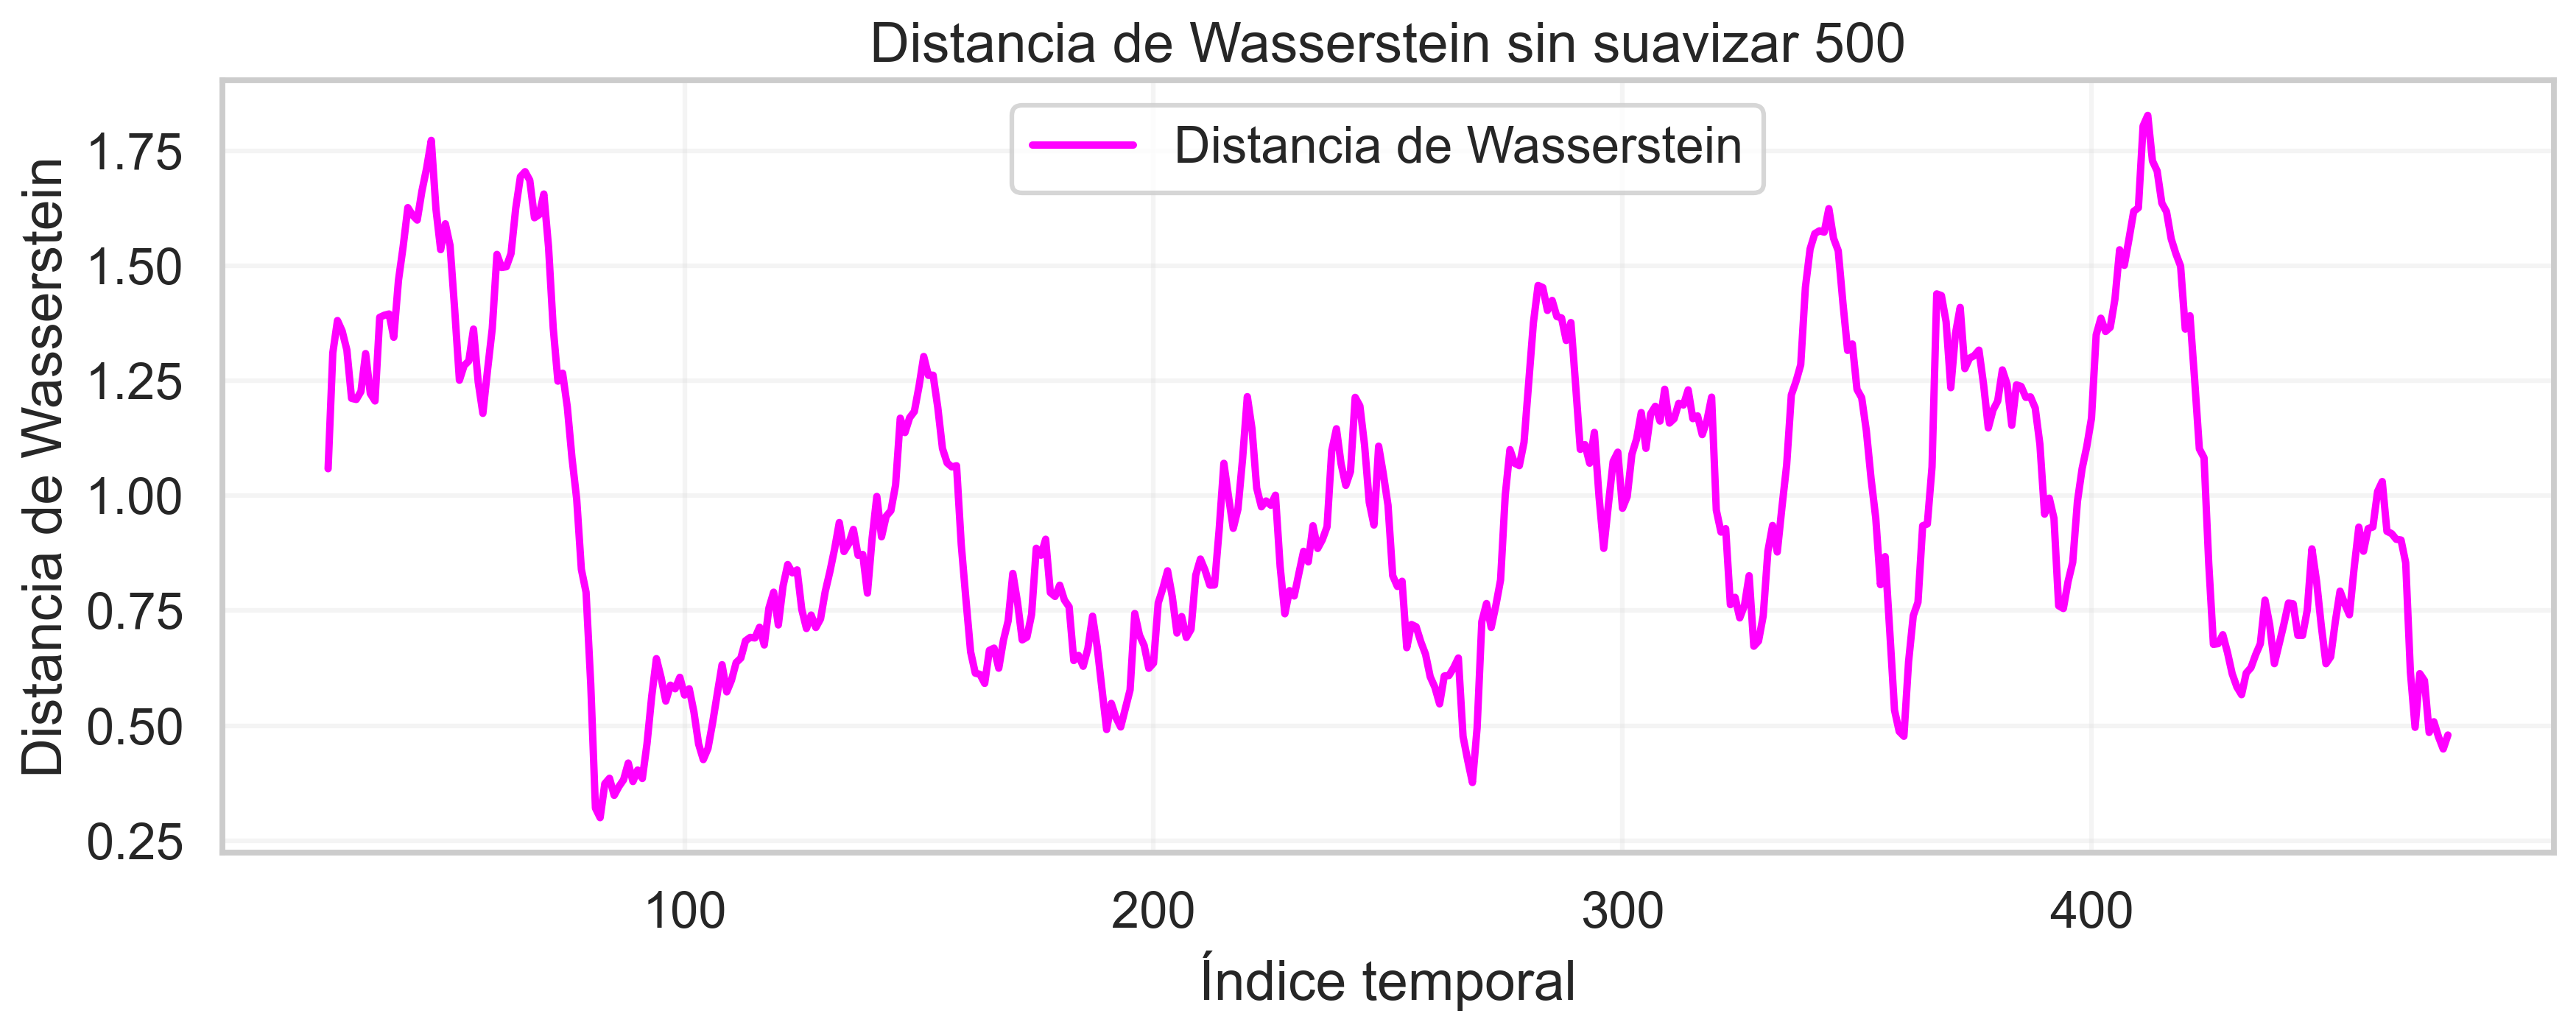 Distancia de Wasserstein sin suavizar 500
Distancia de Wasserstein
Distancia de Wasserstein
1.75
1.50
1.25
1.00
0.75
0.50
0.25
100
200
300
400
Índice temporal